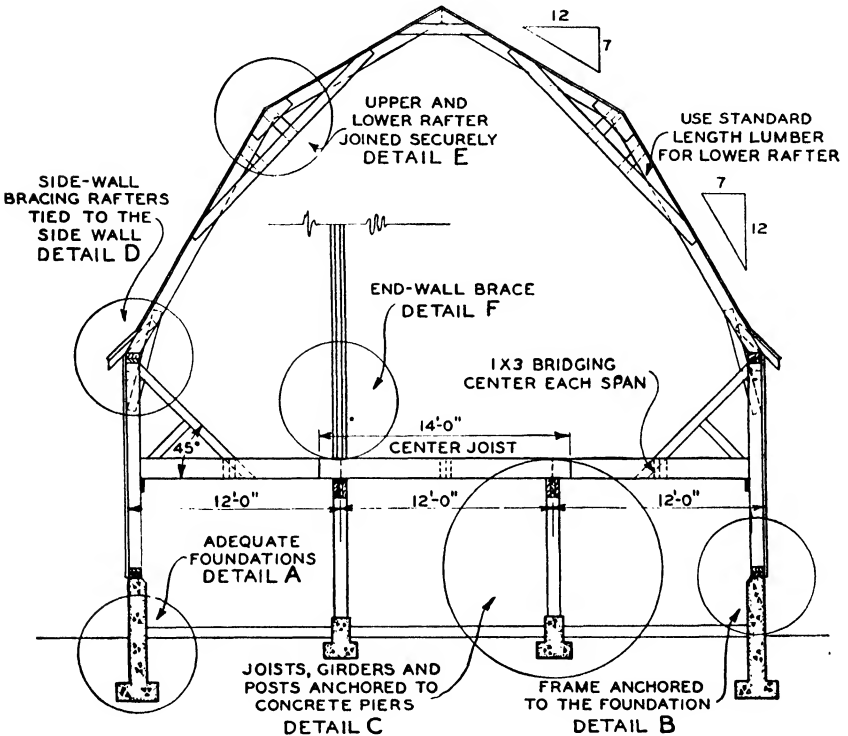 12
7
UPPER AND
LOWER RAFTER
JOINED SECURELY
DETAIL E
USE STANDARD
LENGTH LUMBER
FOR LOWER RAFTER
SIDE-WALL
BRACING RAFTERS
TIED TO THE
SIDE WALL
DETAIL D
7
12
END-WALL BRACE
DETAIL F
1X3 BRIDGING
CENTER EACH SPAN
14'-0"
CENTER JOIST
45°
12'-0"
12'-0"
12'-0"
ADEQUATE
FOUNDATIONS
DETAIL A
JOISTS, GIRDERS AND
POSTS ANCHORED TO
CONCRETE PIERS
DETAIL C
FRAME ANCHORED
TO THE FOUNDATION
DETAIL B